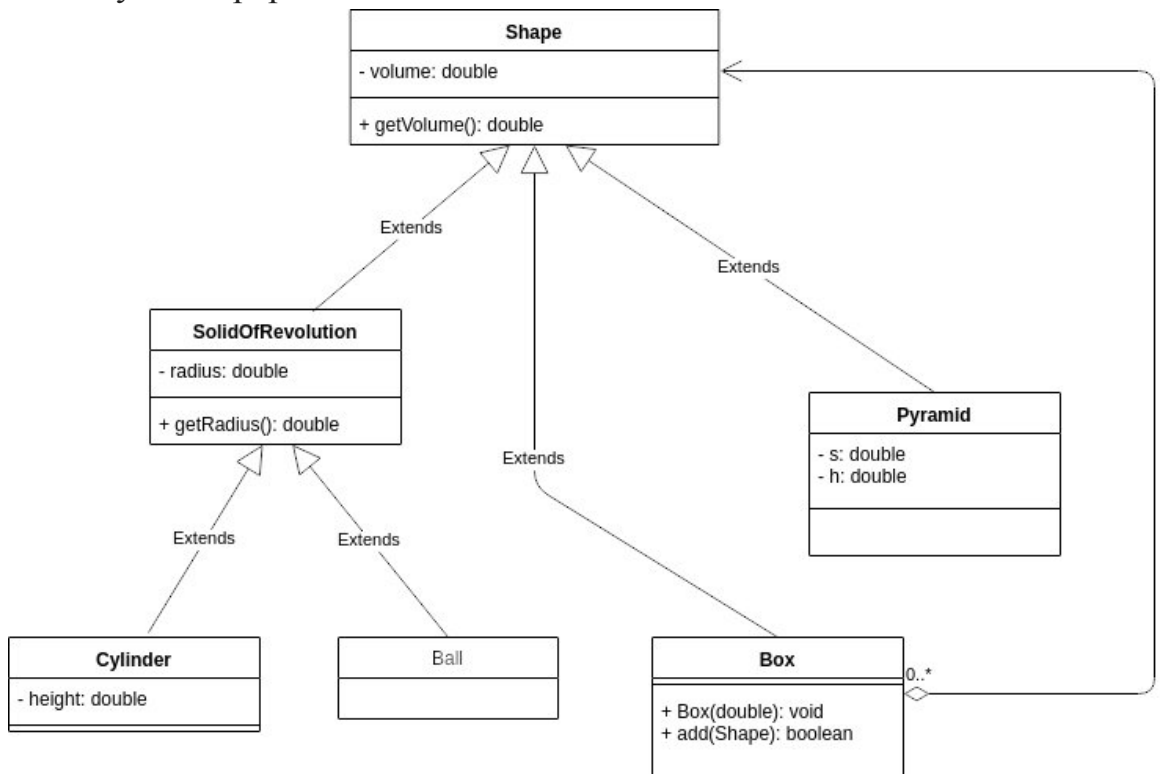 Shape
- volume: double
+ getVolume(): double
Extends
Extends
SolidOfRevolution
- radius: double
+ getRadius(): double
Pyramid
- s: double
- h: double
Extends
Extends
Extends
Cylinder
- height: double
Ball
Box
0..*
+ Box(double): void
+ add(Shape): boolean